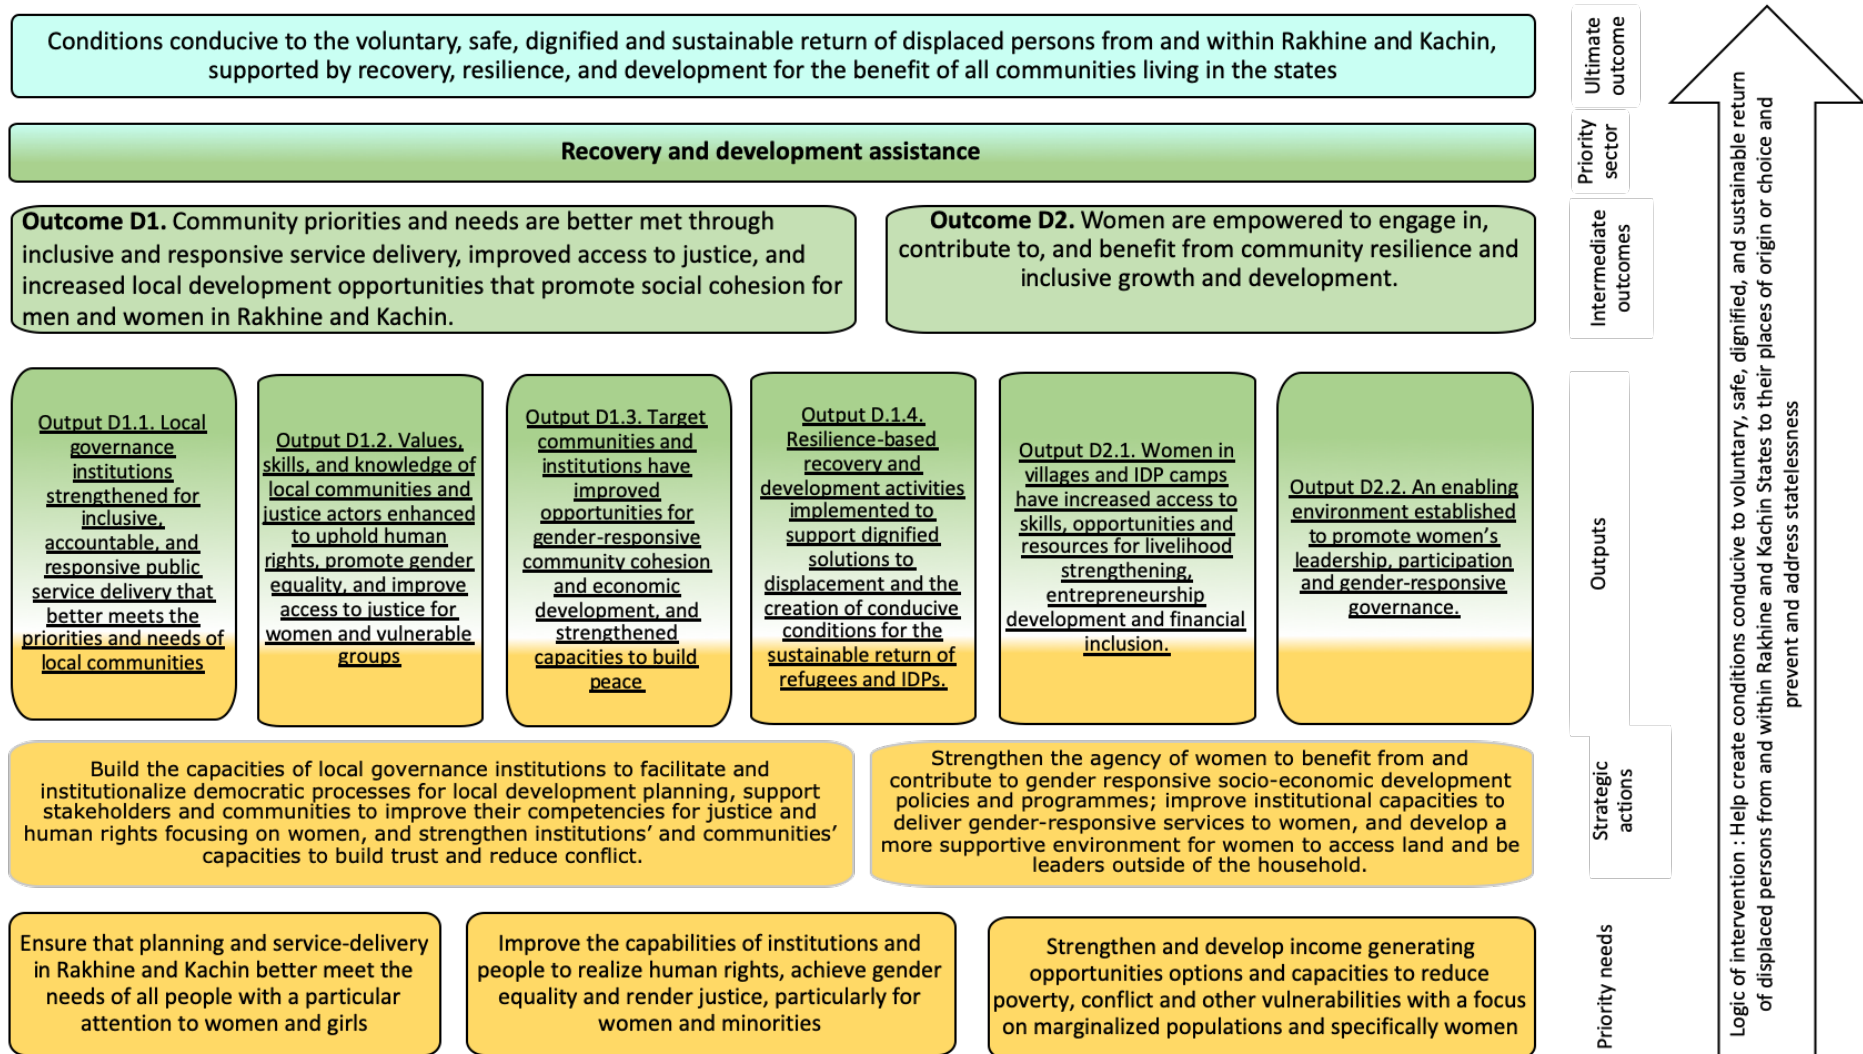 Conditions conducive to the voluntary, safe, dignified and sustainable return of displaced persons from and within Rakhine and Kachin,
supported by recovery, resilience, and development for the benefit of all communities living in the states
Ultimate
outcome
Recovery and development assistance
Priority
sector
Outcome D1. Community priorities and needs are better met through
inclusive and responsive service delivery, improved access to justice, and
increased local development opportunities that promote social cohesion for
men and women in Rakhine and Kachin.
Outcome D2. Women are empowered to engage in,
contribute to, and benefit from community resilience and
inclusive growth and development.
Intermediate
outcomes
Output D1.1. Local
governance
institutions
strengthened for
inclusive,
accountable, and
responsive public
service delivery that
better meets the
priorities and needs of
local communities
Output D1.2. Values,
skills, and knowledge of
local communities and
justice actors enhanced
to uphold human
rights, promote gender
equality, and improve
access to justice for
women and vulnerable
groups
Output D1.3. Target
communities and
institutions have
improved
opportunities for
gender-responsive
community cohesion
and economic
development, and
strengthened
capacities to build
peace
Output D.1.4.
Resilience-based
recovery and
development activities
implemented to
support dignified
solutions to
displacement and the
creation of conducive
conditions for the
sustainable return of
refugees and IDPs.
Output D2.1. Women in
villages and IDP camps
have increased access to
skills, opportunities and
resources for livelihood
strengthening,
entrepreneurship
development and financial
inclusion.
Output D2.2. An enabling
environment established
to promote women’s
leadership, participation
and gender-responsive
governance.
Outputs
Build the capacities of local governance institutions to facilitate and
institutionalize democratic processes for local development planning, support
stakeholders and communities to improve their competencies for justice and
human rights focusing on women, and strengthen institutions’ and communities’
capacities to build trust and reduce conflict.
Strengthen the agency of women to benefit from and
contribute to gender responsive socio-economic development
policies and programmes; improve institutional capacities to
deliver gender-responsive services to women, and develop a
more supportive environment for women to access land and be
leaders outside of the household.
Strategic
actions
Ensure that planning and service-delivery
in Rakhine and Kachin better meet the
needs of all people with a particular
attention to women and girls
Improve the capabilities of institutions and
people to realize human rights, achieve gender
equality and render justice, particularly for
women and minorities
Strengthen and develop income generating
opportunities options and capacities to reduce
poverty, conflict and other vulnerabilities with a focus
on marginalized populations and specifically women
Priority needs
Logic of intervention : Help create conditions conducive to voluntary, safe, dignified, and sustainable return
of displaced persons from and within Rakhine and Kachin States to their places of origin or choice and
prevent and address statelessness